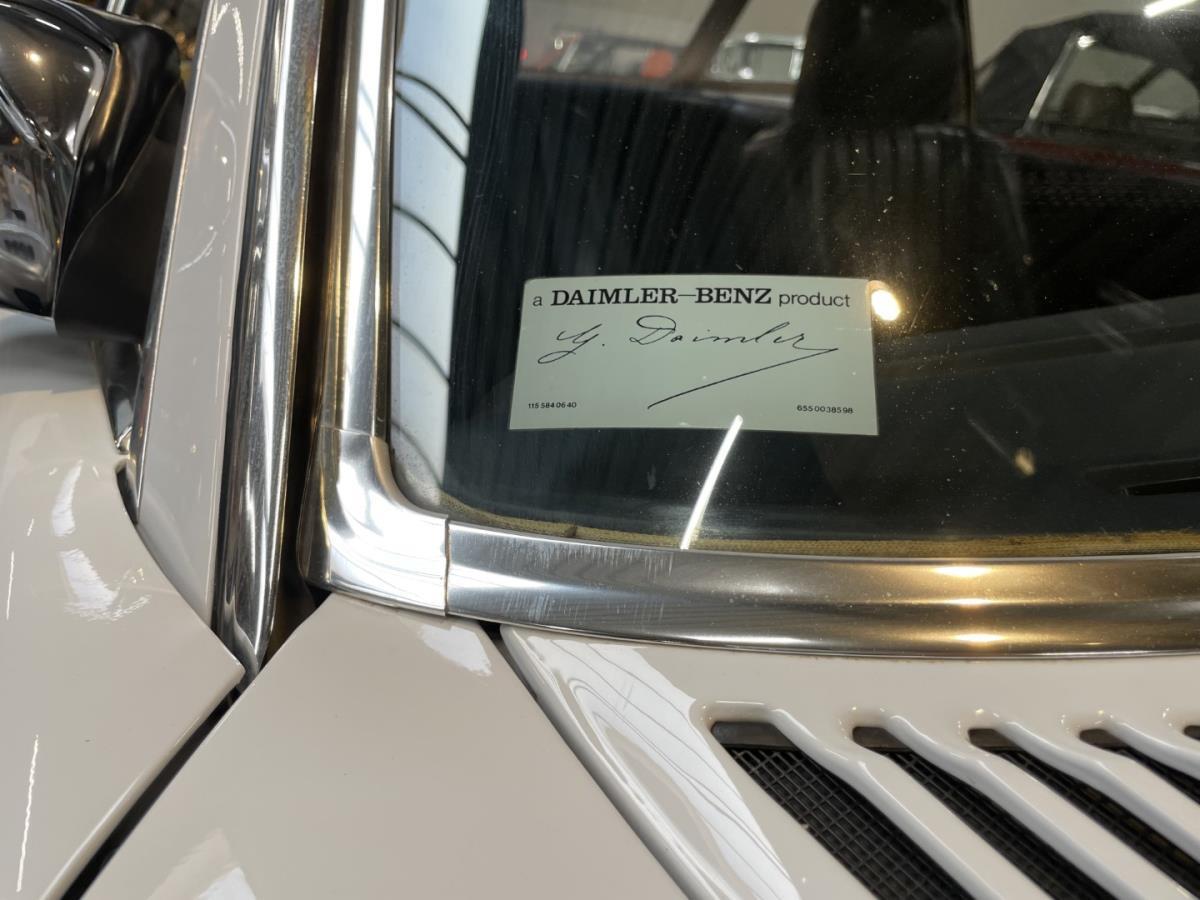 a DAIMLER-BENZ product
G. Daimler
115 584 06 40
6550038598